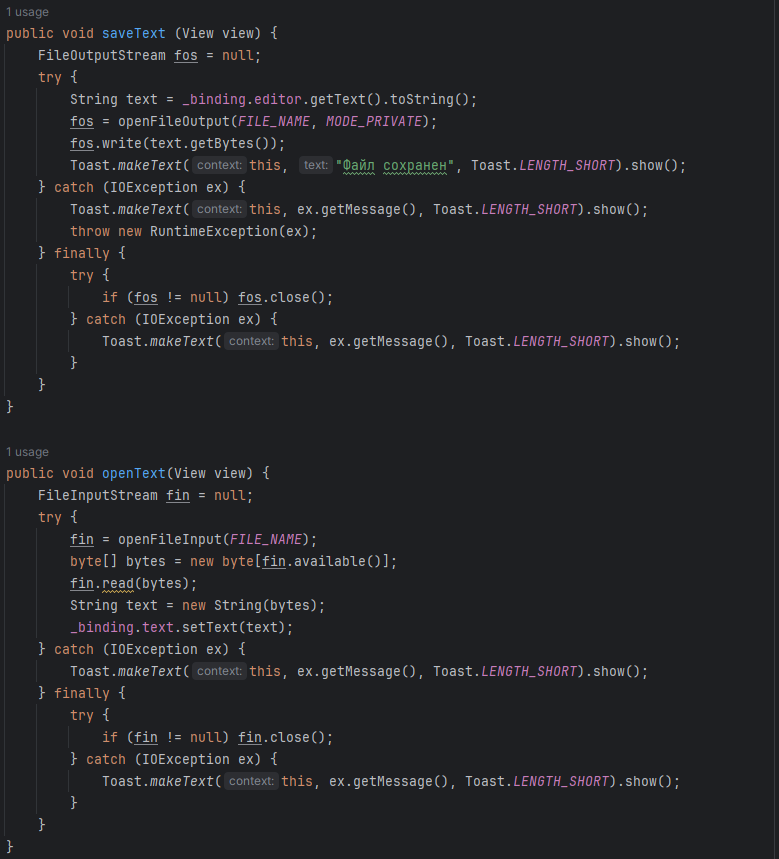 1 usage
public void saveText (View view) {
FileOutputStream fos = null;
try {
String text = _binding.editor.getText().toString();
fos = openFileOutput(FILE_NAME, MODE_PRIVATE);
fos.write(text.getBytes());
Toast.makeText( context: this, text: "Файл сохранен", Toast.LENGTH_SHORT).show();
} catch (IOException ex) {
Toast.makeText( context: this, ex.getMessage(), Toast.LENGTH_SHORT).show();
throw new RuntimeException(ex);
} finally {
try {
if (fos != null) fos.close();
} catch (IOException ex) {
Toast.makeText( context: this, ex.getMessage(), Toast.LENGTH_SHORT).show();
}
}
}
1 usage
public void openText(View view) {
FileInputStream fin = null;
try {
fin = openFileInput(FILE_NAME);
byte[] bytes = new byte[fin.available()];
fin.read(bytes);
String text = new String(bytes);
_binding.text.setText(text);
} catch (IOException ex) {
Toast.makeText( context: this, ex.getMessage(), Toast.LENGTH_SHORT).show();
} finally {
try {
if (fin != null) fin.close();
} catch (IOException ex) {
Toast.makeText( context: this, ex.getMessage(), Toast.LENGTH_SHORT).show();
}
}
}